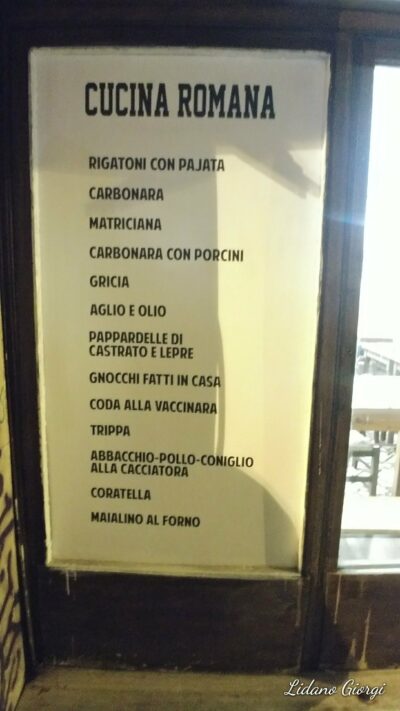 CUCINA ROMANA
RIGATONI CON PAJATA
CARBONARA
MATRICIANA
CARBONARA CON PORCINI
GRICIA
AGLIO E OLIO
PAPPARDELLE DI
CASTRATO E LEPRE
GNOCCHI FATTI IN CASA
CODA ALLA VACCINARA
TRIPPA
ABBACCHIO-POLLO-CONIGLIO
ALLA CACCIATORA
CORATELLA
MAIALINO AL FORNO
Lidano Giorgi